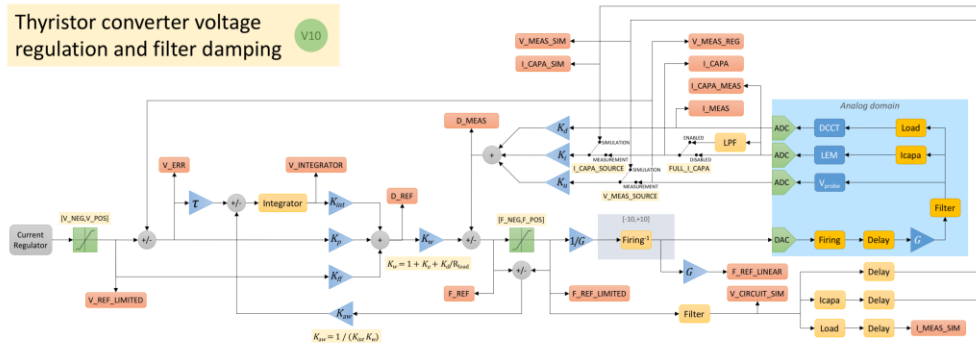 Thyristor converter voltage
regulation and filter damping
V10
V_MEAS_SIM
V_MEAS_REG
I_CAPA_SIM
I_CAPA
I_CAPA_MEAS
I_MEAS
D_MEAS
Analog domain
K_d
ADC
DCCT
Load
SIMULATION
ENABLED
LPF
+
K_i
MEASUREMENT
DISABLED
ADC
LEM
Icapa
I_CAPA_SOURCE
FULL_I_CAPA
SIMULATION
K_u
MEASUREMENT
ADC
V_probe
V_MEAS_SOURCE
V_ERR
V_INTEGRATOR
D_REF
τ
+/-
Integrator
K_int
Filter
[V_NEG,V_POS]
[F_NEG,F_POS]
[-10,+10]
Current
Regulator
+/-
K_p
+
K_w
+/-
1/G
Firing⁻¹
DAC
Firing
Delay
G
K_w = 1 + K_u + K_d/R_load
K_ff
+/-
G
F_REF_LINEAR
V_REF_LIMITED
F_REF
F_REF_LIMITED
V_CIRCUIT_SIM
Delay
K_aw
Filter
Icapa
Delay
K_aw = 1 / (K_int K_w)
Load
Delay
I_MEAS_SIM